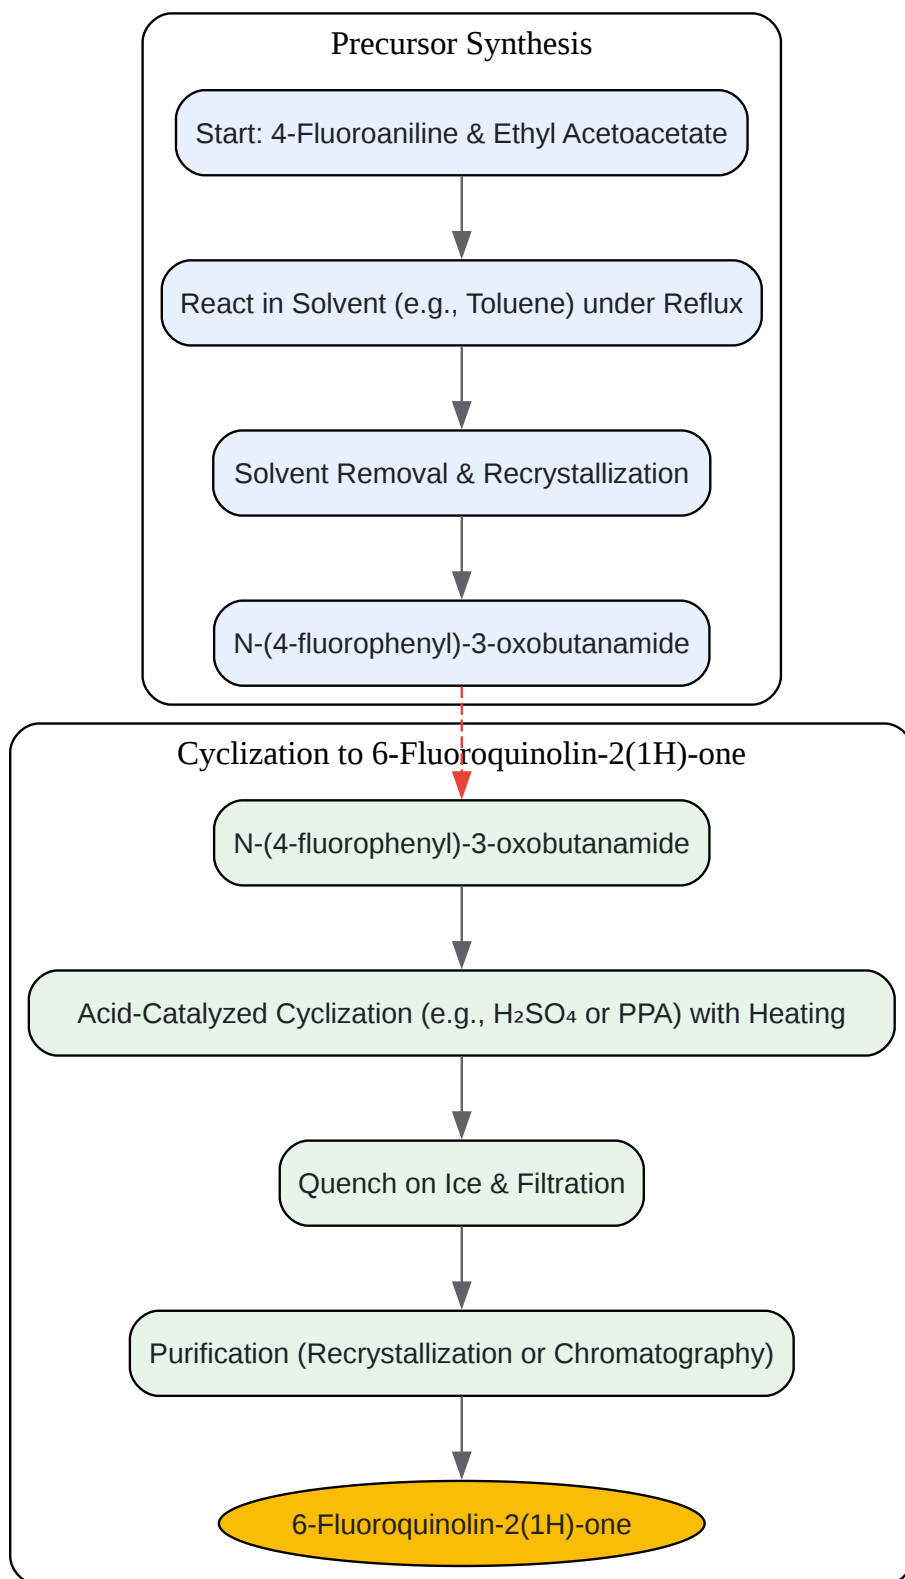 Precursor Synthesis
Start: 4-Fluoroaniline & Ethyl Acetoacetate
React in Solvent (e.g., Toluene) under Reflux
Solvent Removal & Recrystallization
N-(4-fluorophenyl)-3-oxobutanamide
Cyclization to 6-Fluoroquinolin-2(1H)-one
N-(4-fluorophenyl)-3-oxobutanamide
Acid-Catalyzed Cyclization (e.g., H₂SO₄ or PPA) with Heating
Quench on Ice & Filtration
Purification (Recrystallization or Chromatography)
6-Fluoroquinolin-2(1H)-one